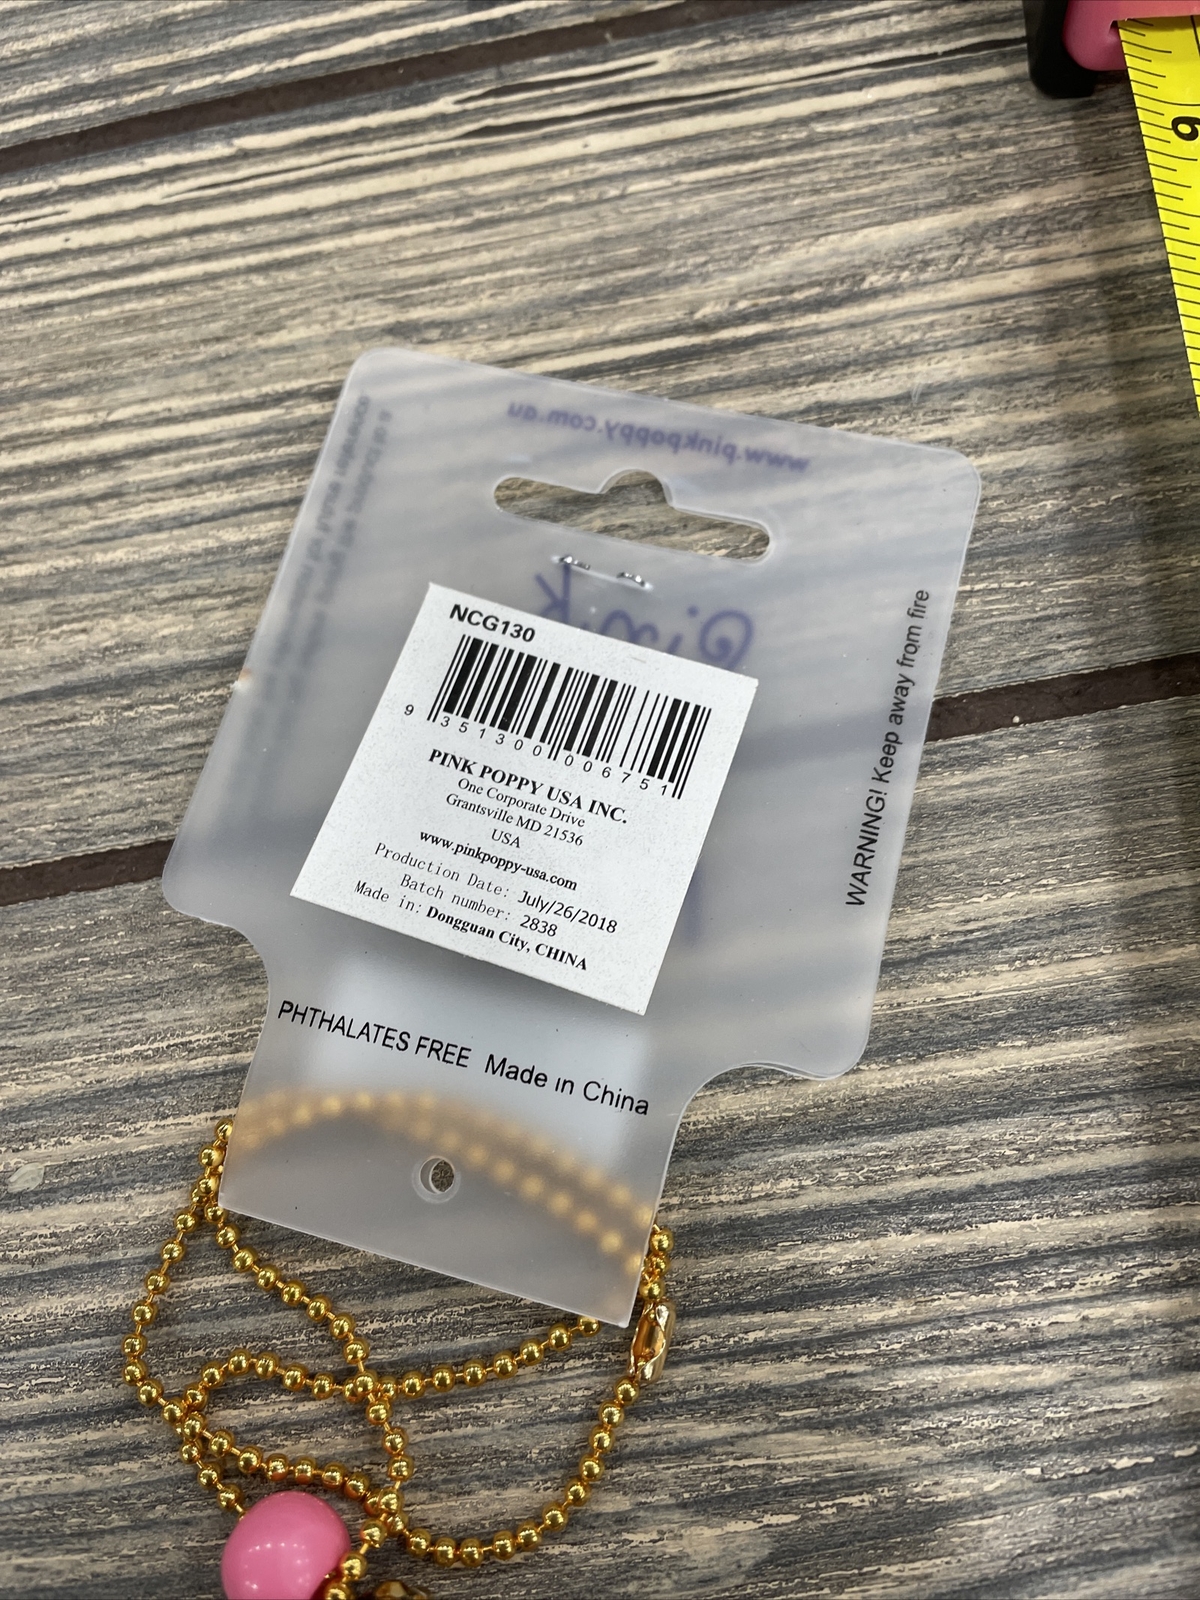 www.pinkpoppy.com.au
Pink
NCG130
9 351300 006751
PINK POPPY USA INC.
One Corporate Drive
Grantsville MD 21536
USA
www.pinkpoppy-usa.com
Production Date: July/26/2018
Batch number: 2838
Made in: Dongguan City, CHINA
WARNING! Keep away from fire
PHTHALATES FREE Made in China
9